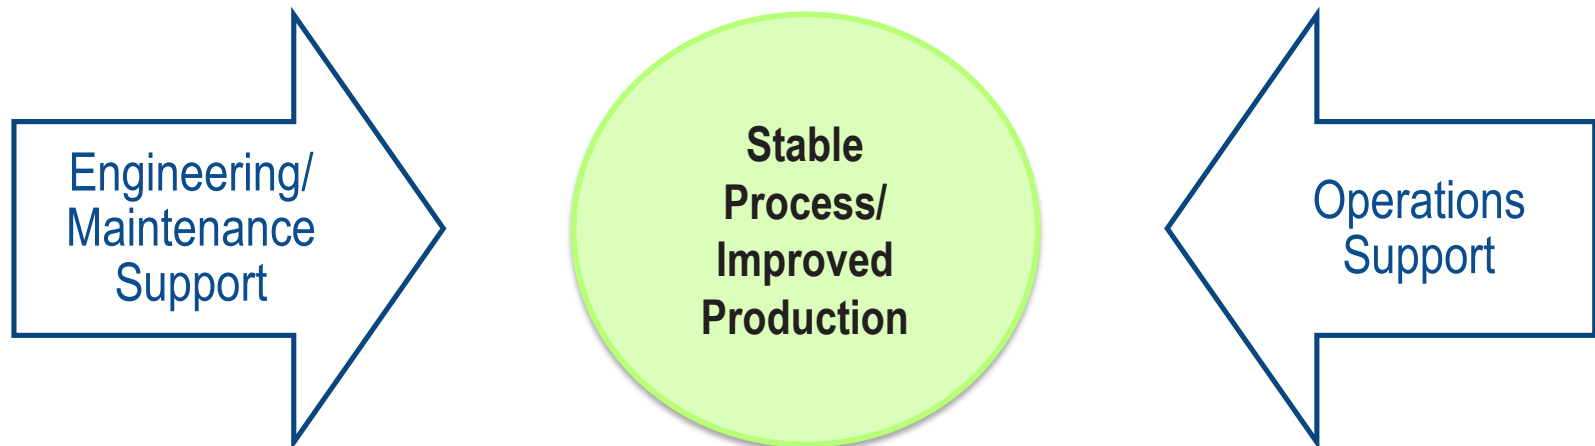 Engineering/
Maintenance
Support
Stable
Process/
Improved
Production
Operations
Support